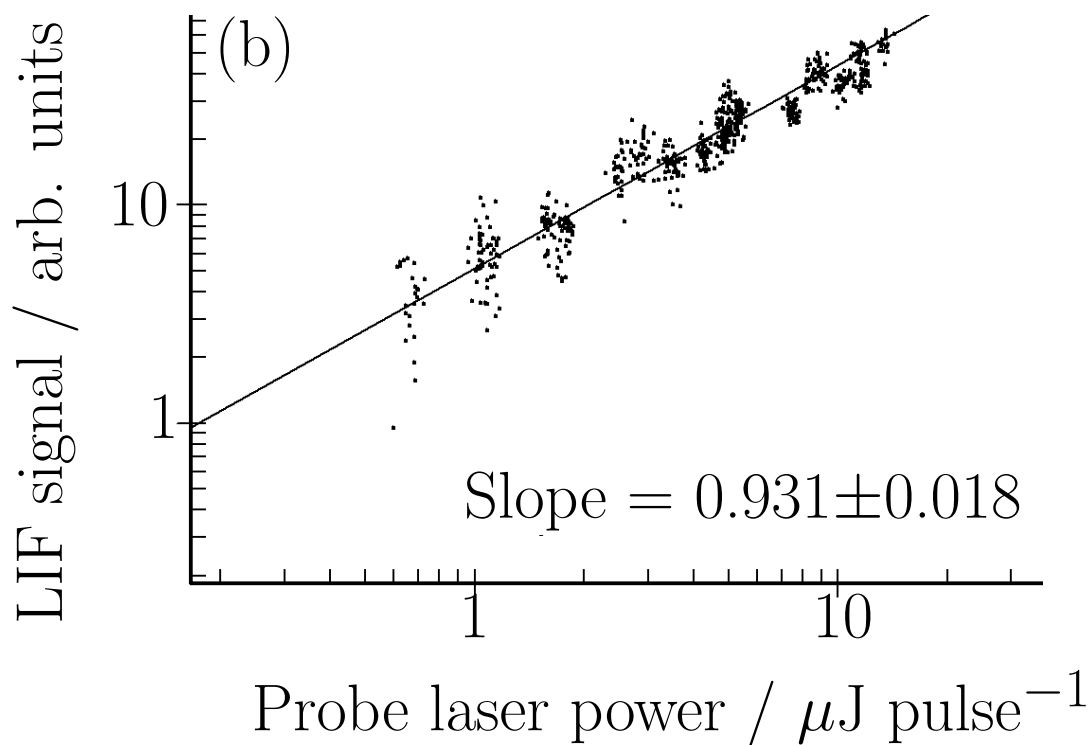 (b)
LIF signal / arb. units
10
1
Slope = 0.931±0.018
1 10
Probe laser power / μJ pulse⁻¹